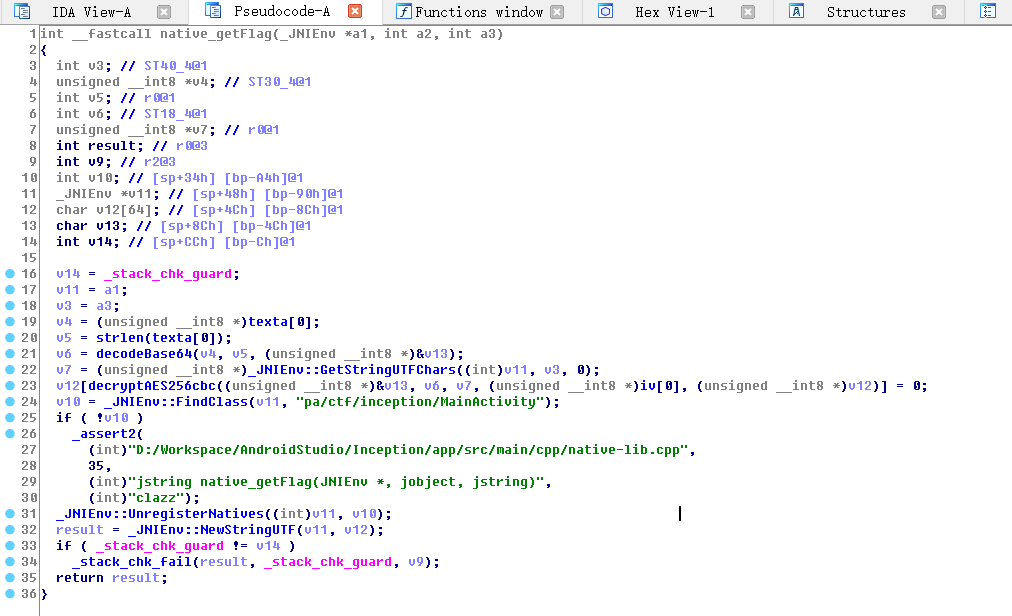 IDA View-A Pseudocode-A Functions window Hex View-1 Structures
1 int __fastcall native_getFlag(_JNIEnv *a1, int a2, int a3)
2 {
3   int v3; // ST40_4@1
4   unsigned __int8 *v4; // ST30_4@1
5   int v5; // r0@1
6   int v6; // ST18_4@1
7   unsigned __int8 *v7; // r0@1
8   int result; // r0@3
9   int v9; // r2@3
10   int v10; // [sp+34h] [bp-A4h]@1
11   _JNIEnv *v11; // [sp+48h] [bp-90h]@1
12   char v12[64]; // [sp+4Ch] [bp-8Ch]@1
13   char v13; // [sp+8Ch] [bp-4Ch]@1
14   int v14; // [sp+CCh] [bp-Ch]@1
15
16   v14 = _stack_chk_guard;
17   v11 = a1;
18   v3 = a3;
19   v4 = (unsigned __int8 *)texta[0];
20   v5 = strlen(texta[0]);
21   v6 = decodeBase64(v4, v5, (unsigned __int8 *)&v13);
22   v7 = (unsigned __int8 *)_JNIEnv::GetStringUTFChars((int)v11, v3, 0);
23   v12[decryptAES256cbc((unsigned __int8 *)&v13, v6, v7, (unsigned __int8 *)iv[0], (unsigned __int8 *)v12)] = 0;
24   v10 = _JNIEnv::FindClass(v11, "pa/ctf/inception/MainActivity");
25   if ( !v10 )
26     _assert2(
27       (int)"D:/Workspace/AndroidStudio/Inception/app/src/main/cpp/native-lib.cpp",
28       35,
29       (int)"jstring native_getFlag(JNIEnv *, jobject, jstring)",
30       (int)"clazz");
31   _JNIEnv::UnregisterNatives((int)v11, v10);
32   result = _JNIEnv::NewStringUTF(v11, v12);
33   if ( _stack_chk_guard != v14 )
34     _stack_chk_fail(result, _stack_chk_guard, v9);
35   return result;
36 }